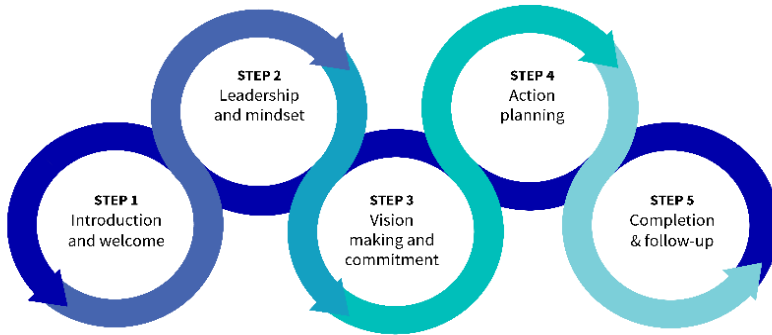 STEP 1
Introduction
and welcome
STEP 2
Leadership
and mindset
STEP 3
Vision
making and
commitment
STEP 4
Action
planning
STEP 5
Completion
& follow-up